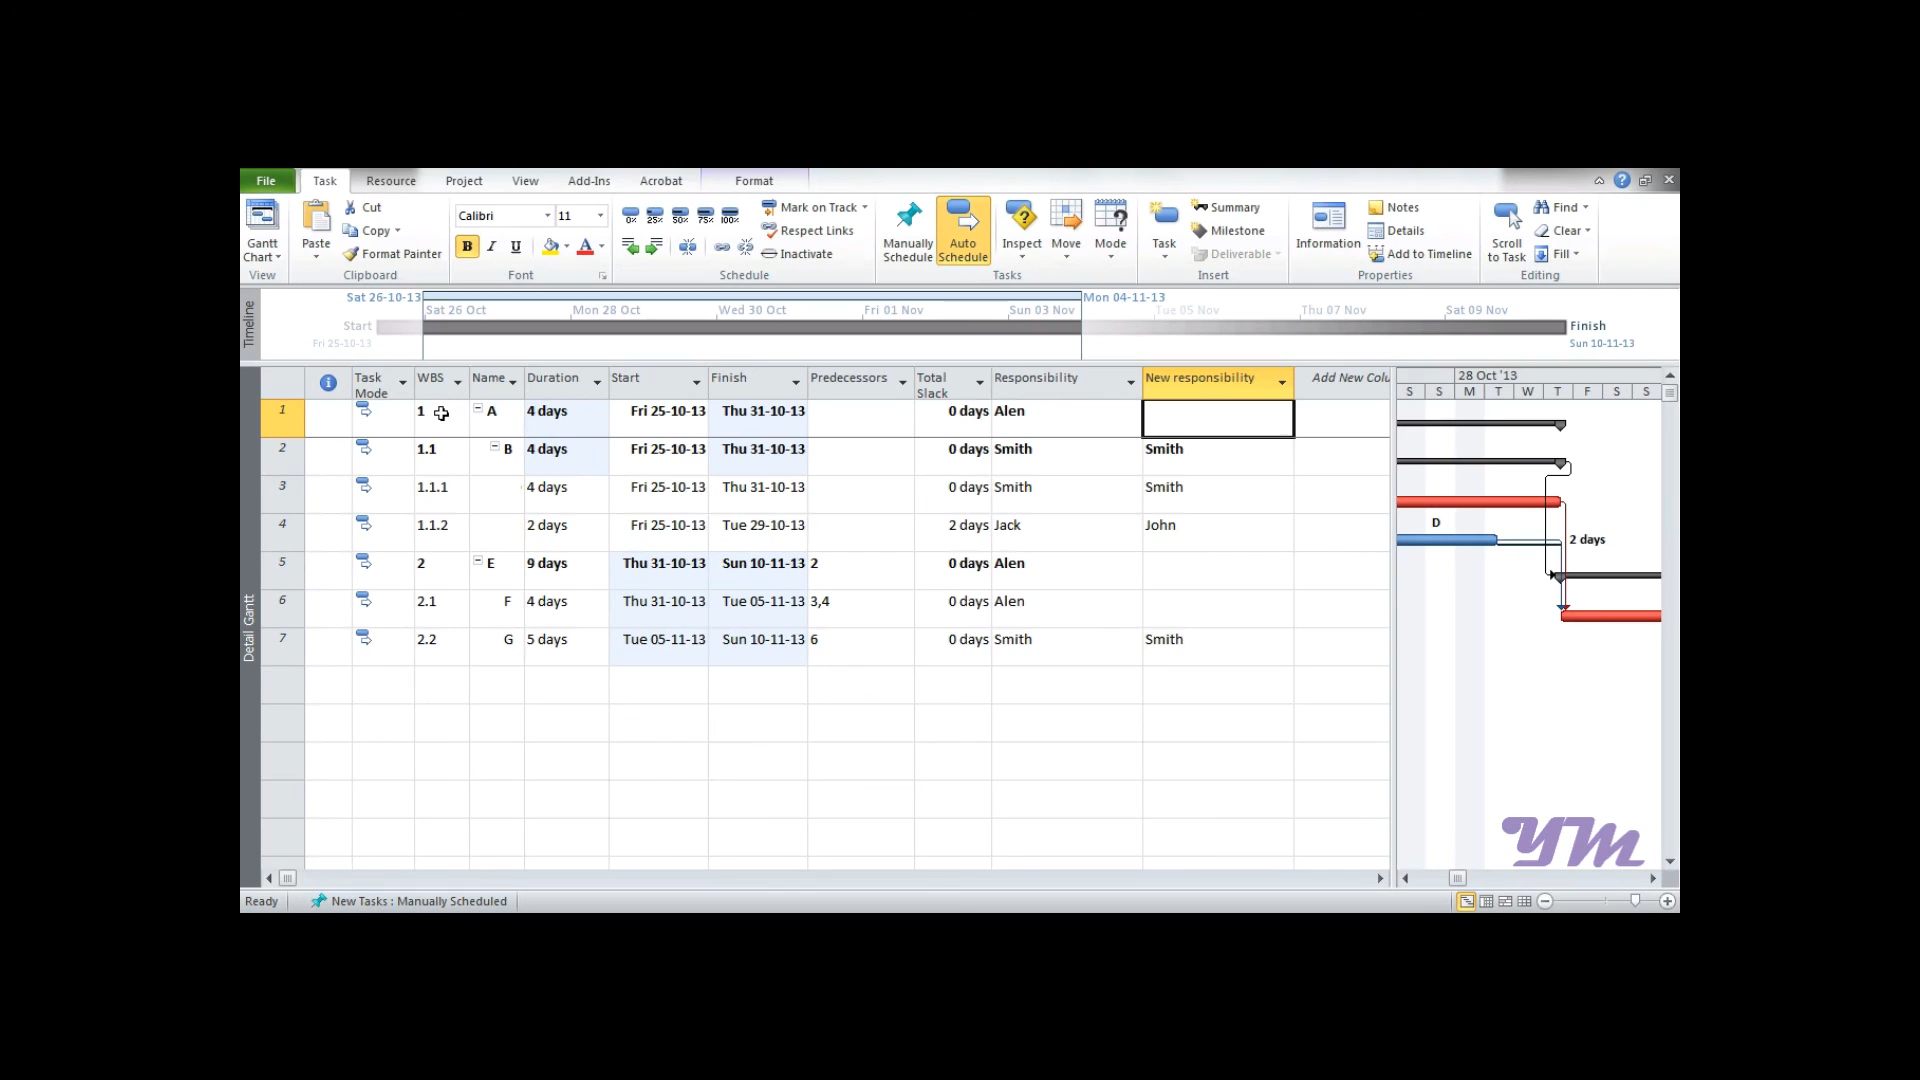 File Task Resource Project View Add-Ins Acrobat Format
Gantt Chart
View
Paste
Cut
Copy
Format Painter
Clipboard
Calibri 11
B I U A
Font
0% 25% 50% 75% 100%
Mark on Track
Respect Links
Inactivate
Schedule
Manually Schedule
Auto Schedule
Inspect
Move
Mode
Tasks
Task
Summary
Milestone
Deliverable
Insert
Information
Notes
Details
Add to Timeline
Properties
Scroll to Task
Find
Clear
Fill
Editing
Timeline
Sat 26-10-13 Mon 04-11-13
Sat 26 Oct Mon 28 Oct Wed 30 Oct Fri 01 Nov Sun 03 Nov Tue 05 Nov Thu 07 Nov Sat 09 Nov
Start Finish
Fri 25-10-13 Sun 10-11-13
Detail Gantt
Task Mode WBS Name Duration Start Finish Predecessors Total Slack Responsibility New responsibility Add New Colu
28 Oct '13
S S M T W T F S S
1 1 A 4 days Fri 25-10-13 Thu 31-10-13 0 days Alen
2 1.1 B 4 days Fri 25-10-13 Thu 31-10-13 0 days Smith Smith
3 1.1.1 4 days Fri 25-10-13 Thu 31-10-13 0 days Smith Smith
4 1.1.2 2 days Fri 25-10-13 Tue 29-10-13 2 days Jack John
D
2 days
5 2 E 9 days Thu 31-10-13 Sun 10-11-13 2 0 days Alen
6 2.1 F 4 days Thu 31-10-13 Tue 05-11-13 3,4 0 days Alen
7 2.2 G 5 days Tue 05-11-13 Sun 10-11-13 6 0 days Smith Smith
YM
Ready New Tasks : Manually Scheduled